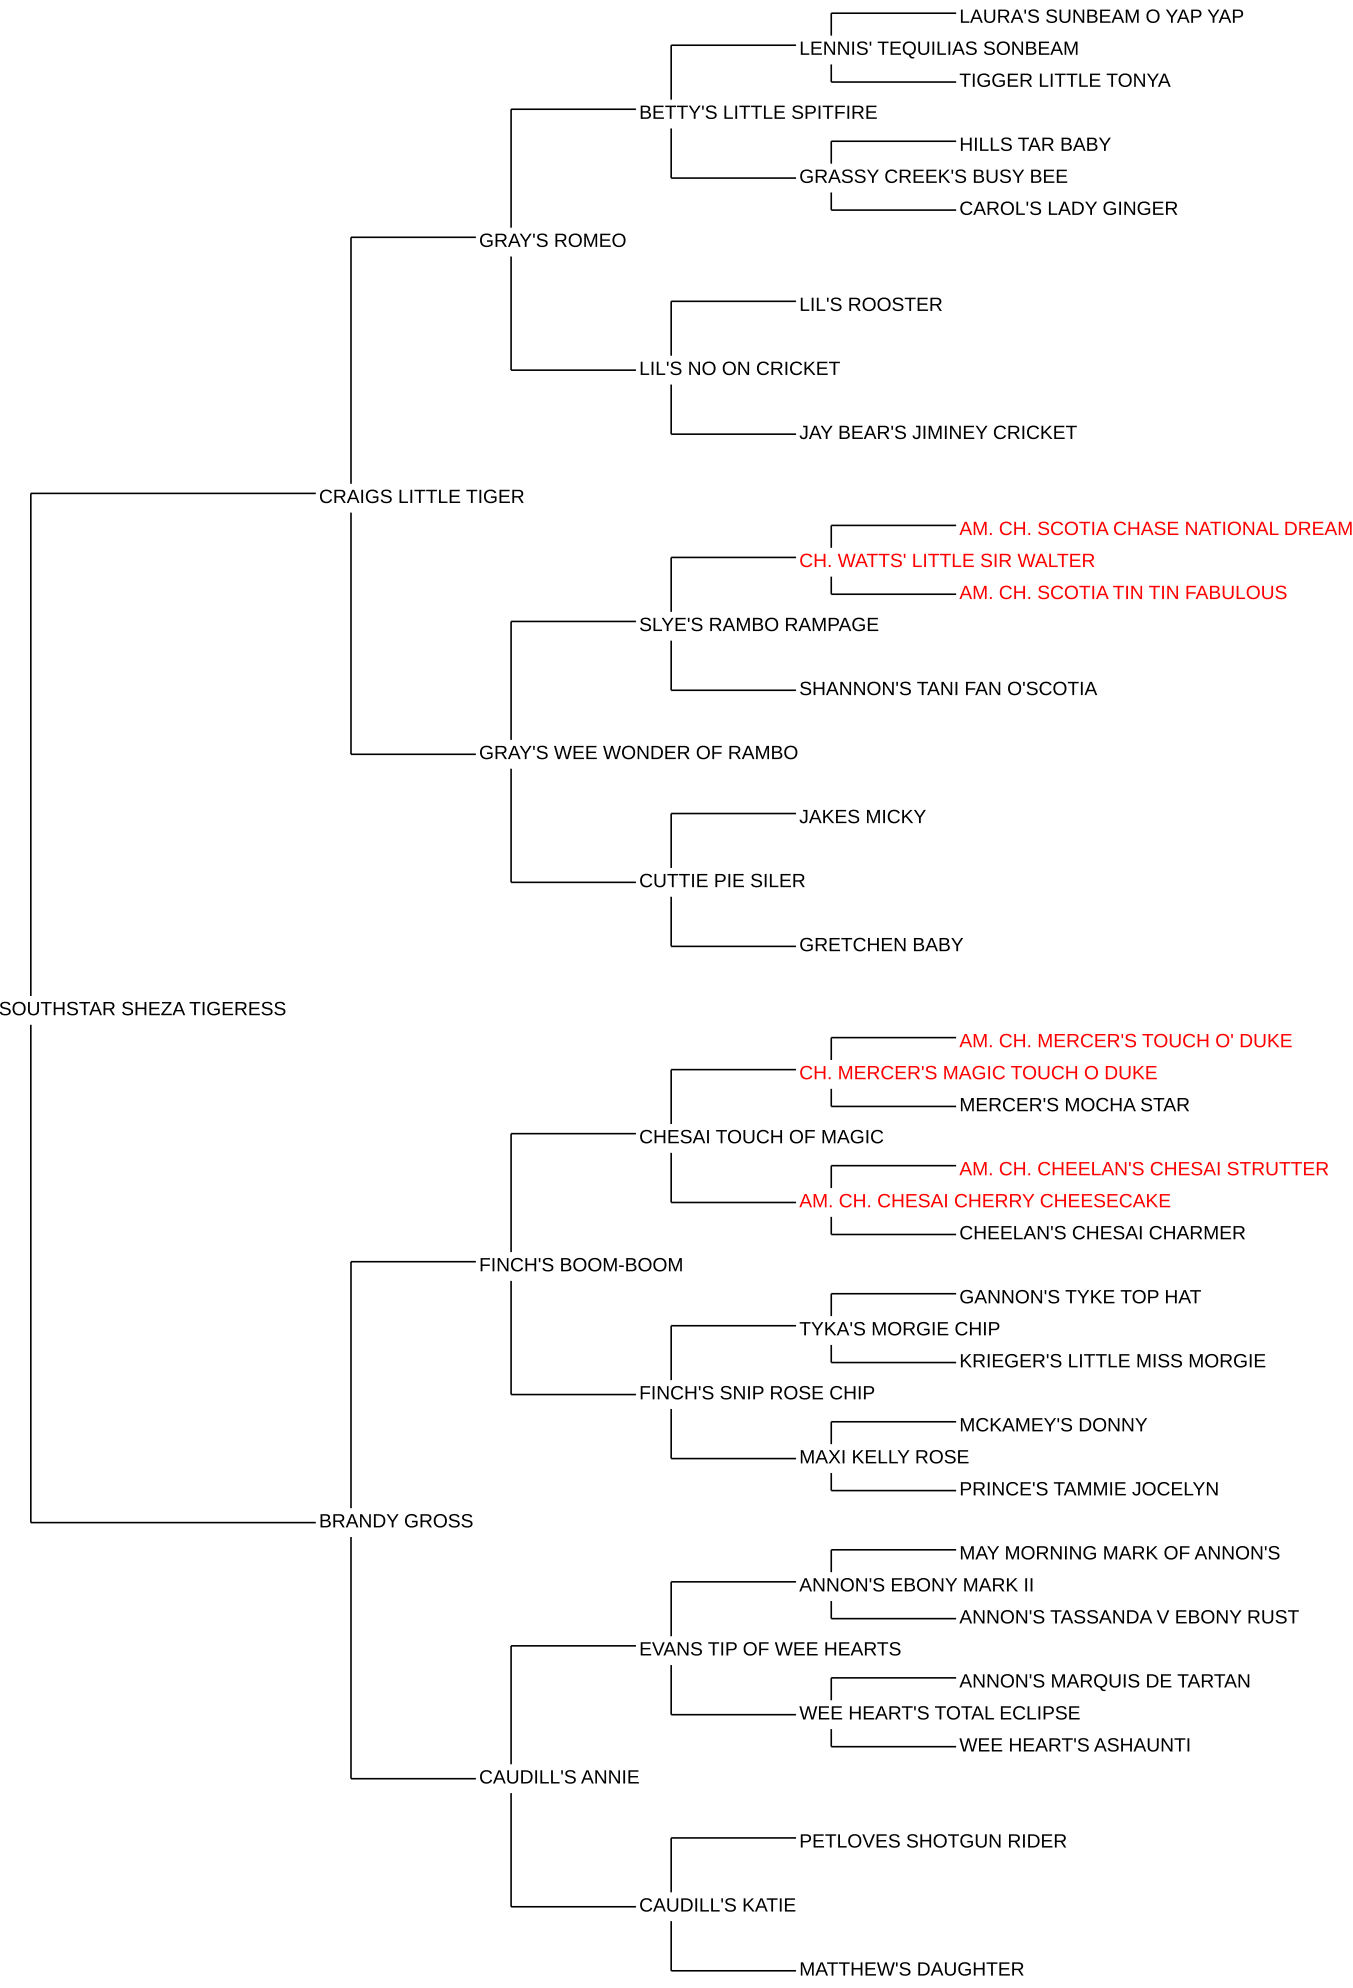 LAURA'S SUNBEAM O YAP YAP
LENNIS' TEQUILIAS SONBEAM
TIGGER LITTLE TONYA
BETTY'S LITTLE SPITFIRE
HILLS TAR BABY
GRASSY CREEK'S BUSY BEE
CAROL'S LADY GINGER
GRAY'S ROMEO
LIL'S ROOSTER
LIL'S NO ON CRICKET
JAY BEAR'S JIMINEY CRICKET
CRAIGS LITTLE TIGER
AM. CH. SCOTIA CHASE NATIONAL DREAM
CH. WATTS' LITTLE SIR WALTER
AM. CH. SCOTIA TIN TIN FABULOUS
SLYE'S RAMBO RAMPAGE
SHANNON'S TANI FAN O'SCOTIA
GRAY'S WEE WONDER OF RAMBO
JAKES MICKY
CUTTIE PIE SILER
GRETCHEN BABY
SOUTHSTAR SHEZA TIGERESS
AM. CH. MERCER'S TOUCH O' DUKE
CH. MERCER'S MAGIC TOUCH O DUKE
MERCER'S MOCHA STAR
CHESAI TOUCH OF MAGIC
AM. CH. CHEELAN'S CHESAI STRUTTER
AM. CH. CHESAI CHERRY CHEESECAKE
CHEELAN'S CHESAI CHARMER
FINCH'S BOOM-BOOM
GANNON'S TYKE TOP HAT
TYKA'S MORGIE CHIP
KRIEGER'S LITTLE MISS MORGIE
FINCH'S SNIP ROSE CHIP
MCKAMEY'S DONNY
MAXI KELLY ROSE
PRINCE'S TAMMIE JOCELYN
BRANDY GROSS
MAY MORNING MARK OF ANNON'S
ANNON'S EBONY MARK II
ANNON'S TASSANDA V EBONY RUST
EVANS TIP OF WEE HEARTS
ANNON'S MARQUIS DE TARTAN
WEE HEART'S TOTAL ECLIPSE
WEE HEART'S ASHAUNTI
CAUDILL'S ANNIE
PETLOVES SHOTGUN RIDER
CAUDILL'S KATIE
MATTHEW'S DAUGHTER